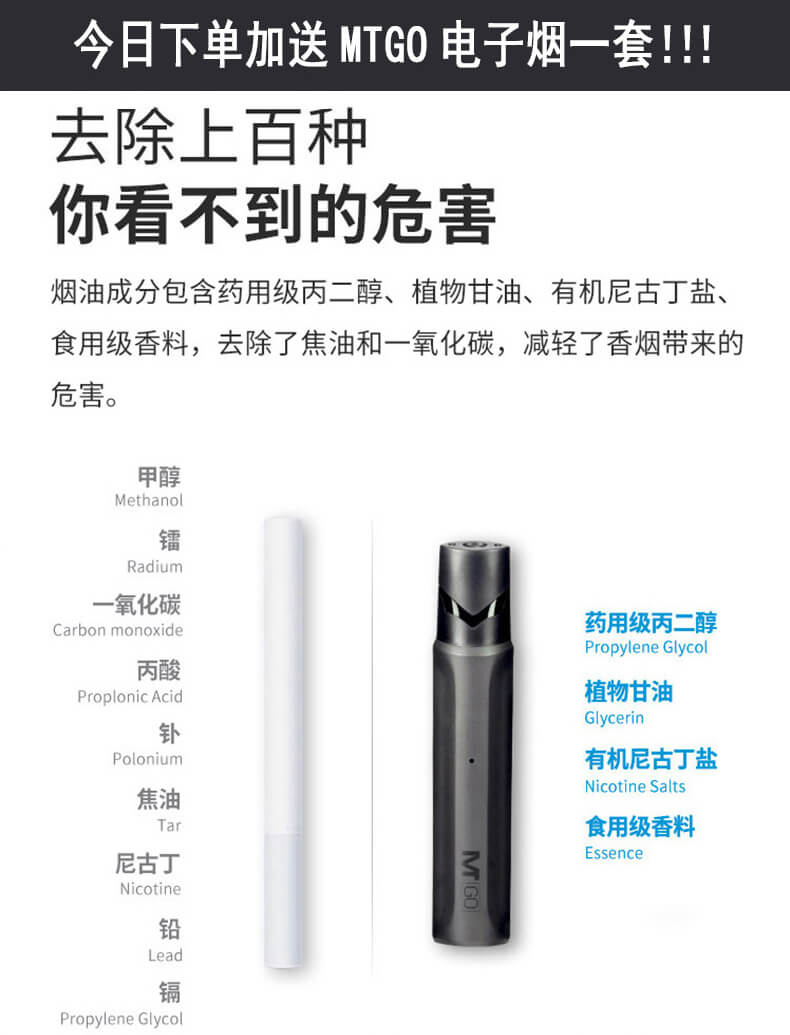 今日下单加送 MTGO 电子烟一套!!!
去除上百种
你看不到的危害
烟油成分包含药用级丙二醇、植物甘油、有机尼古丁盐、
食用级香料，去除了焦油和一氧化碳，减轻了香烟带来的
危害。
甲醇
Methanol
镭
Radium
一氧化碳
Carbon monoxide
丙酸
Proplonic Acid
钋
Polonium
焦油
Tar
尼古丁
Nicotine
铅
Lead
镉
Propylene Glycol
MTGO
药用级丙二醇
Propylene Glycol
植物甘油
Glycerin
有机尼古丁盐
Nicotine Salts
食用级香料
Essence